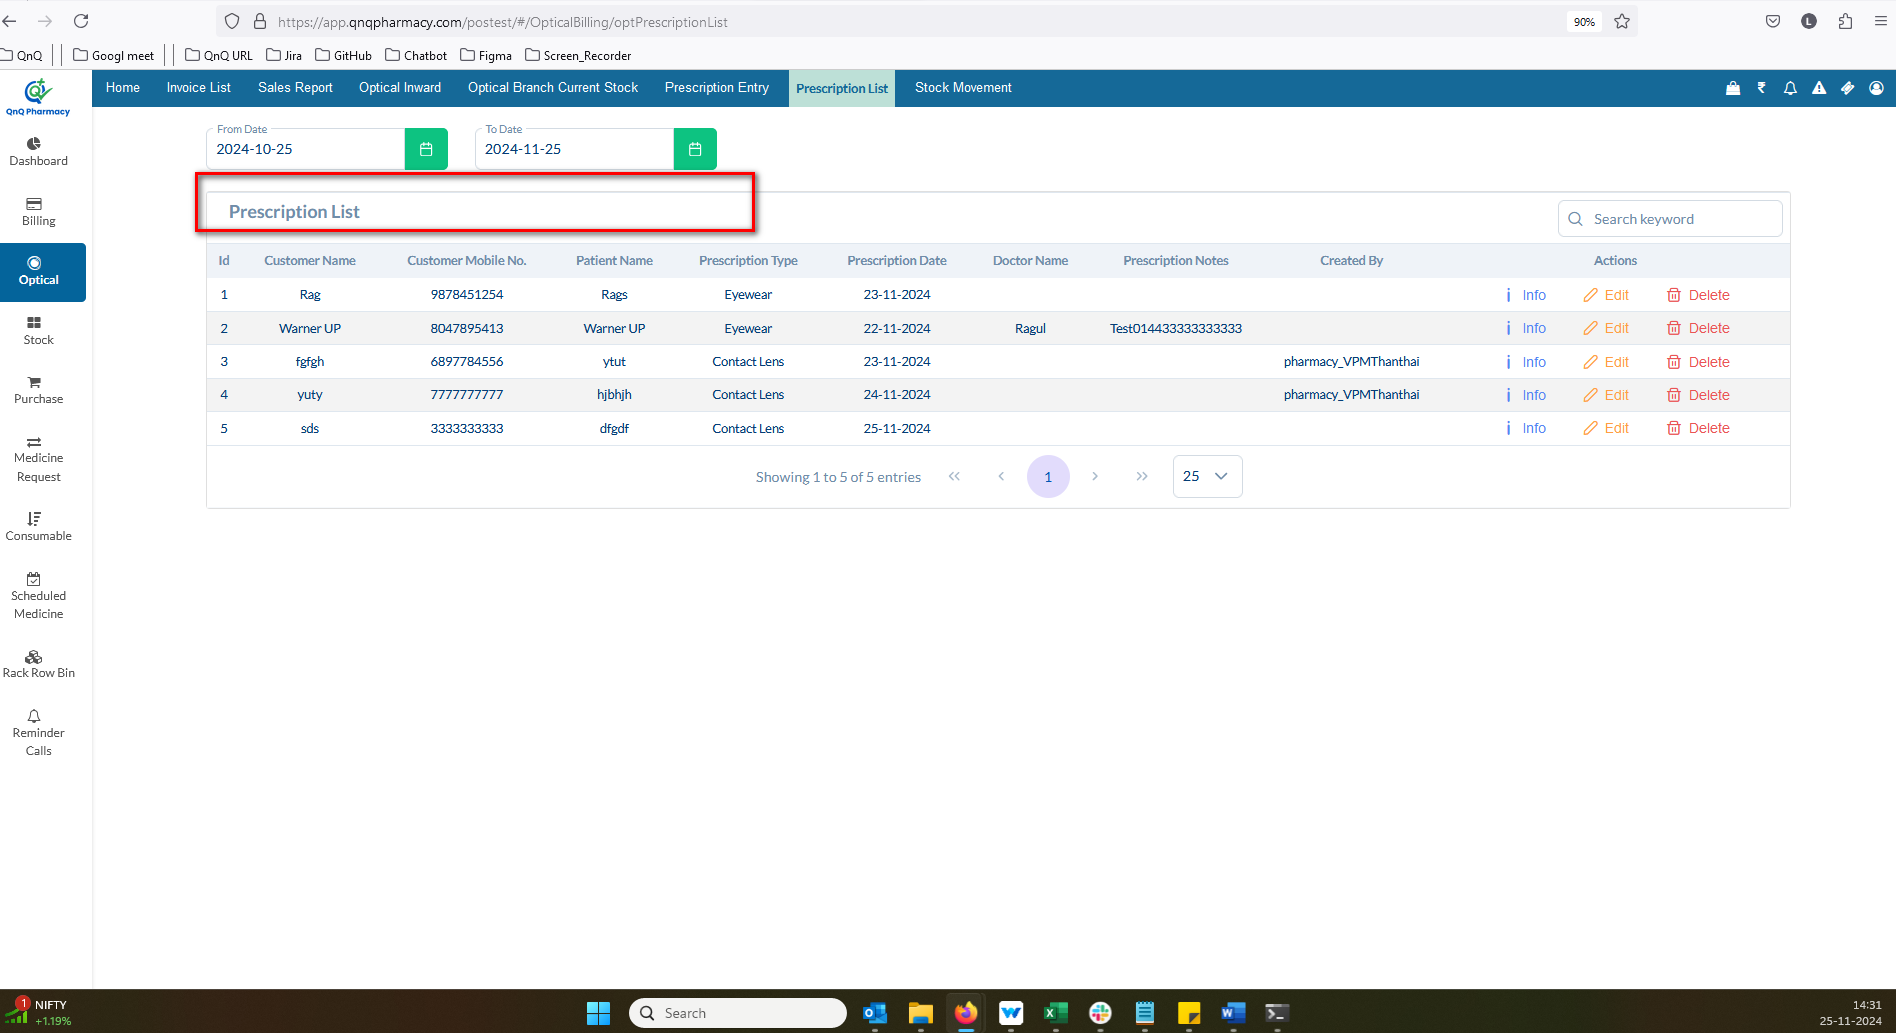 https://app.qnqpharmacy.com/postest/#/OpticalBilling/optPrescriptionList 90% L
QnQ Googl meet QnQ URL Jira GitHub Chatbot Figma Screen_Recorder
QnQ Pharmacy
Home Invoice List Sales Report Optical Inward Optical Branch Current Stock Prescription Entry Prescription List Stock Movement
Dashboard
Billing
Optical
Stock
Purchase
Medicine
Request
Consumable
Scheduled
Medicine
Rack Row Bin
Reminder
Calls
From Date To Date
2024-10-25 2024-11-25
Prescription List Search keyword
Id Customer Name Customer Mobile No. Patient Name Prescription Type Prescription Date Doctor Name Prescription Notes Created By Actions
1 Rag 9878451254 Rags Eyewear 23-11-2024 Info Edit Delete
2 Warner UP 8047895413 Warner UP Eyewear 22-11-2024 Ragul Test014433333333333 Info Edit Delete
3 fgfgh 6897784556 ytut Contact Lens 23-11-2024 pharmacy_VPMThanthai Info Edit Delete
4 yuty 7777777777 hjbhjh Contact Lens 24-11-2024 pharmacy_VPMThanthai Info Edit Delete
5 sds 3333333333 dfgdf Contact Lens 25-11-2024 Info Edit Delete
Showing 1 to 5 of 5 entries 1 25
1 NIFTY
+1.19%
Search
14:31
25-11-2024